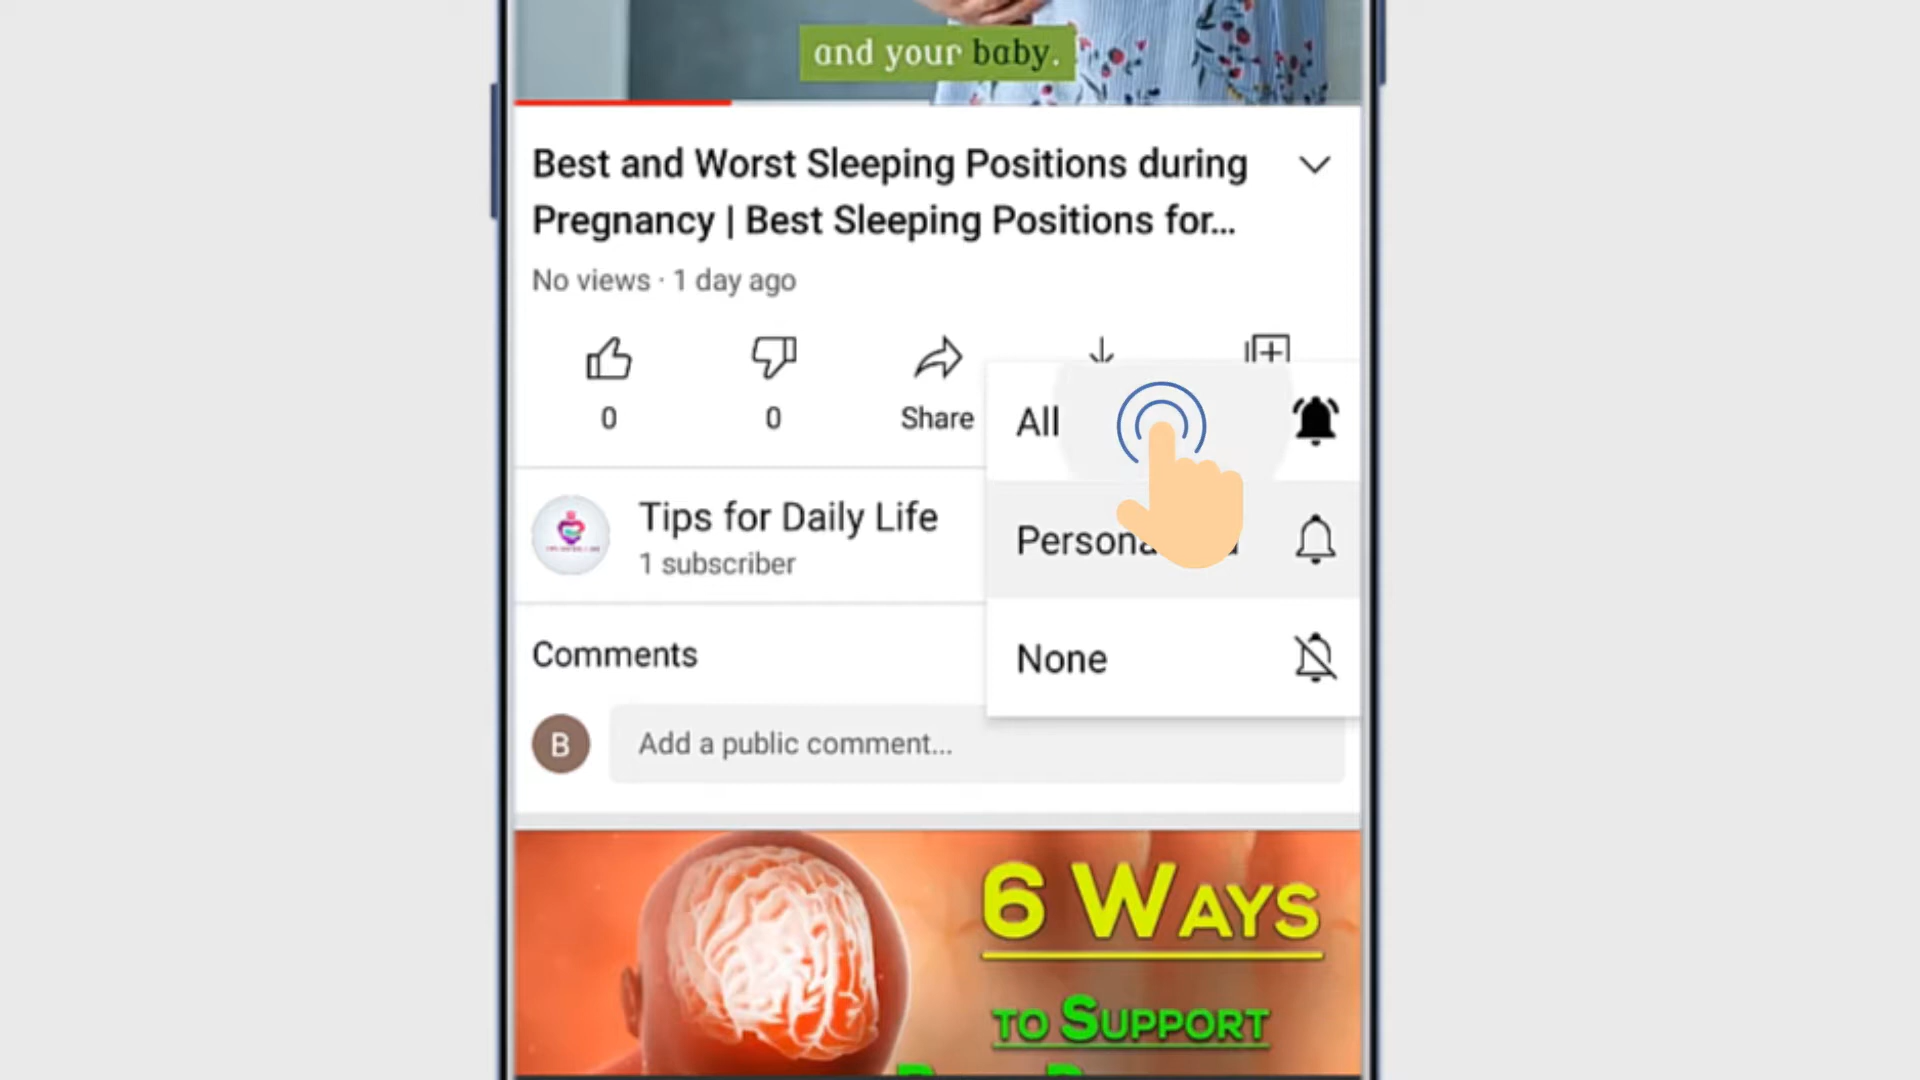 and your baby.
Best and Worst Sleeping Positions during
Pregnancy | Best Sleeping Positions for...
No views · 1 day ago
0
0
Share
All
Tips for Daily Life
1 subscriber
None
Comments
B
Add a public comment...
6 WAYS
TO SUPPORT